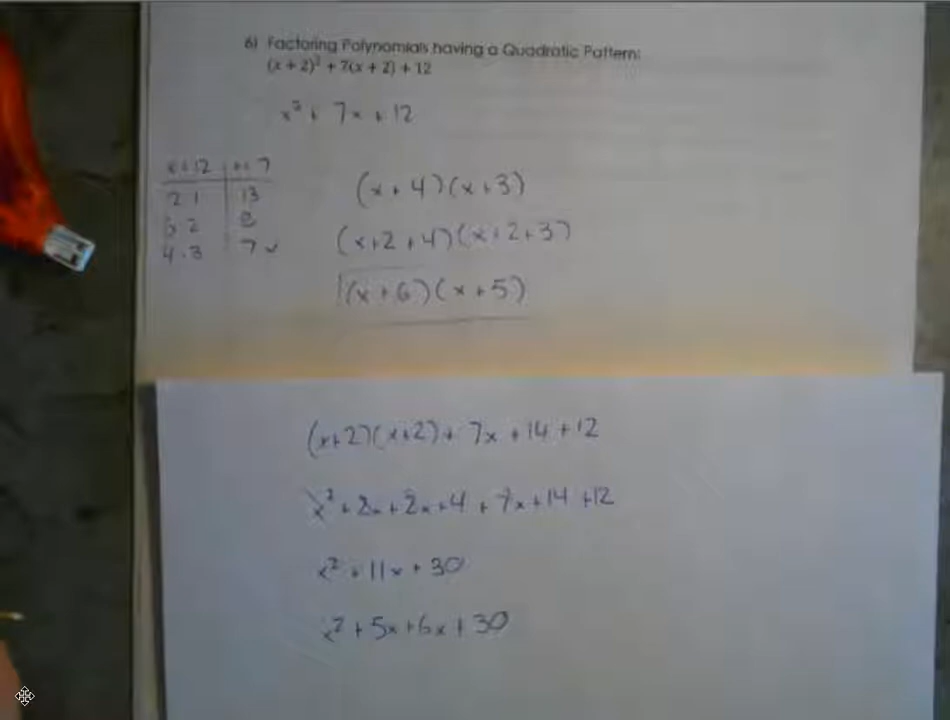 6) Factoring Polynomials having a Quadratic Pattern:
(x + 2)² + 7(x + 2) + 12
x² + 7x + 12
x=12 +=7
(x+4)(x+3)
2 1 13
(x+2+4)(x+2+3)
6 2 8
4.3 7 ✓
(x+6)(x+5)
(x+2)(x+2)+ 7x +14 +12
x² + 2x + 2x + 4 + 7x + 14 + 12
x² + 11x + 30
x² + 5x + 6x + 30